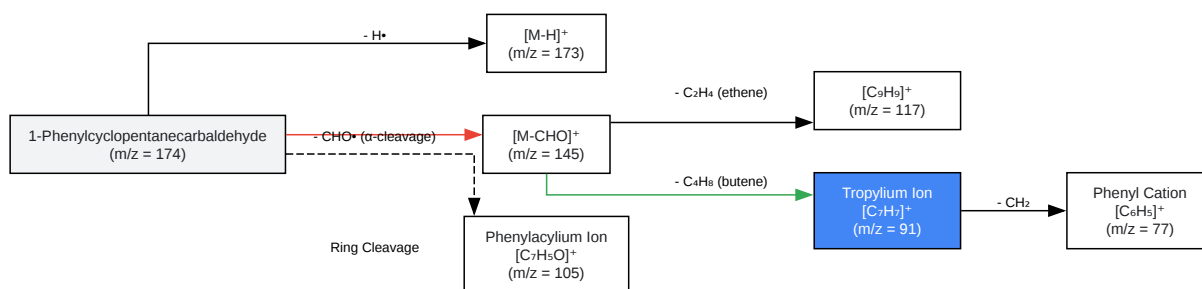 - H•
[M-H]⁺
(m/z = 173)
- C₂H₄ (ethene)
[C₉H₉]⁺
(m/z = 117)
1-Phenylcyclopentanecarbaldehyde
(m/z = 174)
- CHO• (α-cleavage)
[M-CHO]⁺
(m/z = 145)
- C₄H₈ (butene)
Tropylium Ion
[C₇H₇]⁺
(m/z = 91)
- CH₂
Phenyl Cation
[C₆H₅]⁺
(m/z = 77)
Ring Cleavage
Phenylacylium Ion
[C₇H₅O]⁺
(m/z = 105)